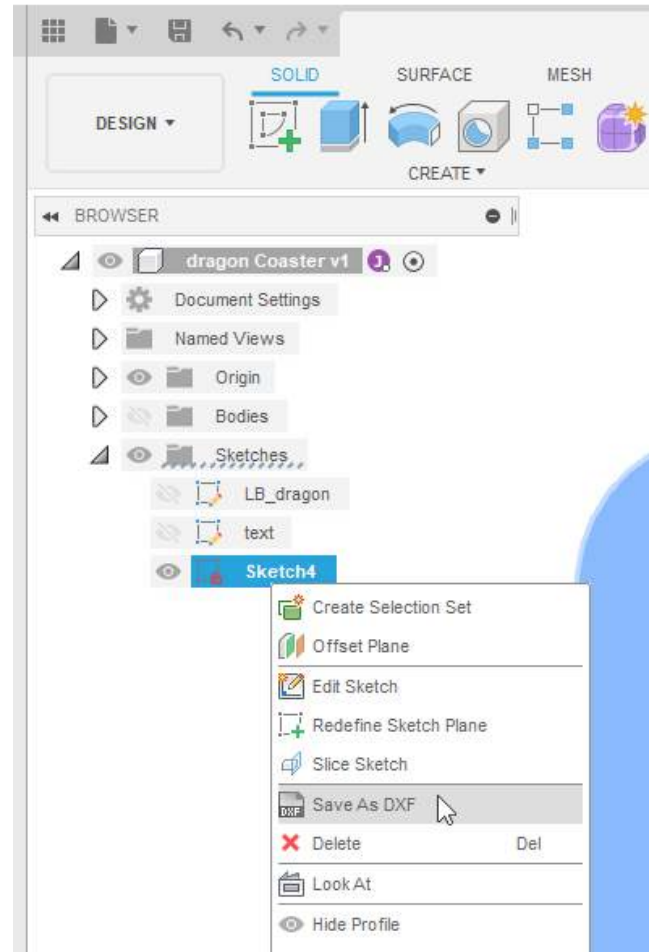 SOLID SURFACE MESH
DESIGN
CREATE
BROWSER
dragon Coaster v1 J
Document Settings
Named Views
Origin
Bodies
Sketches
LB_dragon
text
Sketch4
Create Selection Set
Offset Plane
Edit Sketch
Redefine Sketch Plane
Slice Sketch
DXF Save As DXF
Delete Del
Look At
Hide Profile